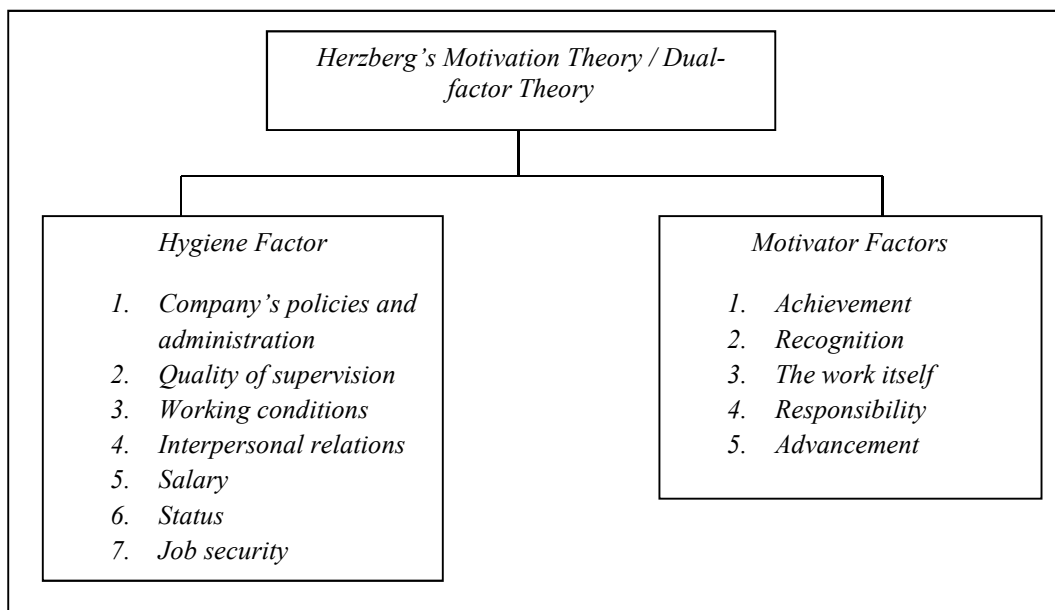 Herzberg’s Motivation Theory / Dual-
factor Theory
Hygiene Factor
1. Company’s policies and
administration
2. Quality of supervision
3. Working conditions
4. Interpersonal relations
5. Salary
6. Status
7. Job security
Motivator Factors
1. Achievement
2. Recognition
3. The work itself
4. Responsibility
5. Advancement